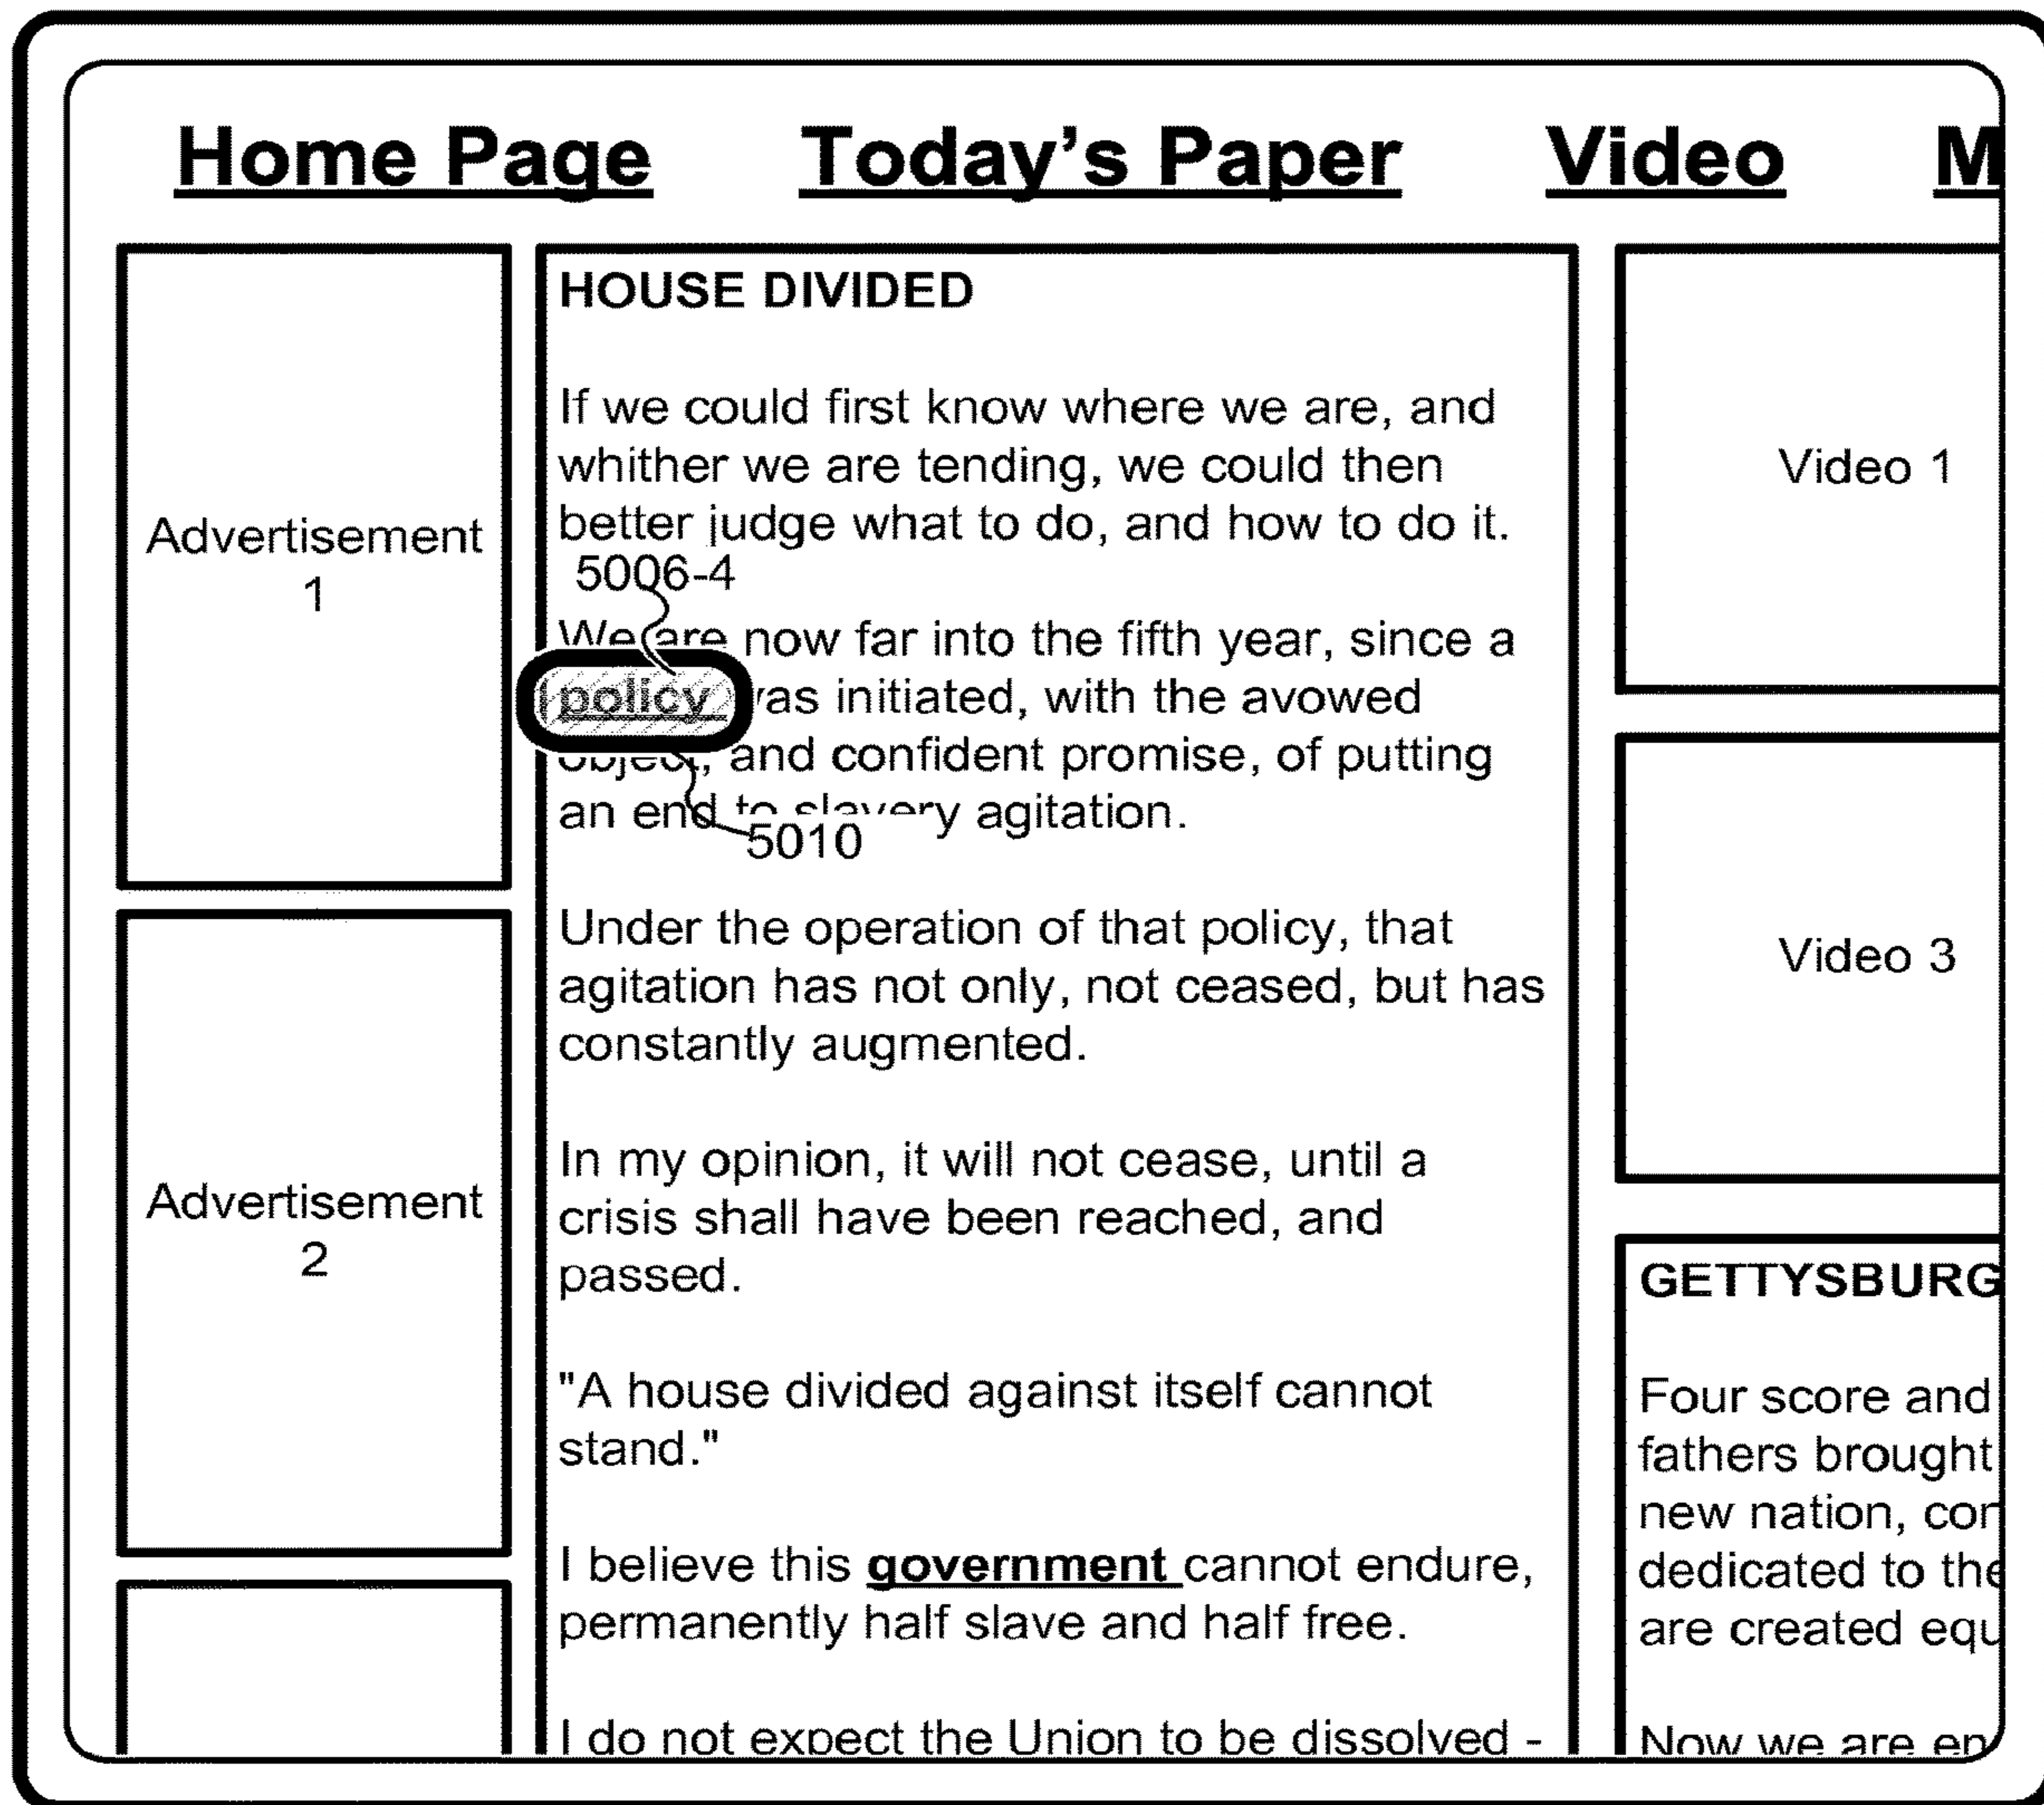 Home Page Today's Paper Video M
Advertisement
1
Advertisement
2
HOUSE DIVIDED
If we could first know where we are, and
whither we are tending, we could then
better judge what to do, and how to do it.
5006-4
We are now far into the fifth year, since a
policy was initiated, with the avowed
object, and confident promise, of putting
an end to slavery agitation.
5010
Under the operation of that policy, that
agitation has not only, not ceased, but has
constantly augmented.
In my opinion, it will not cease, until a
crisis shall have been reached, and
passed.
"A house divided against itself cannot
stand."
I believe this government cannot endure,
permanently half slave and half free.
I do not expect the Union to be dissolved -
Video 1
Video 3
GETTYSBURG
Four score and
fathers brought
new nation, con
dedicated to the
are created equ
Now we are en